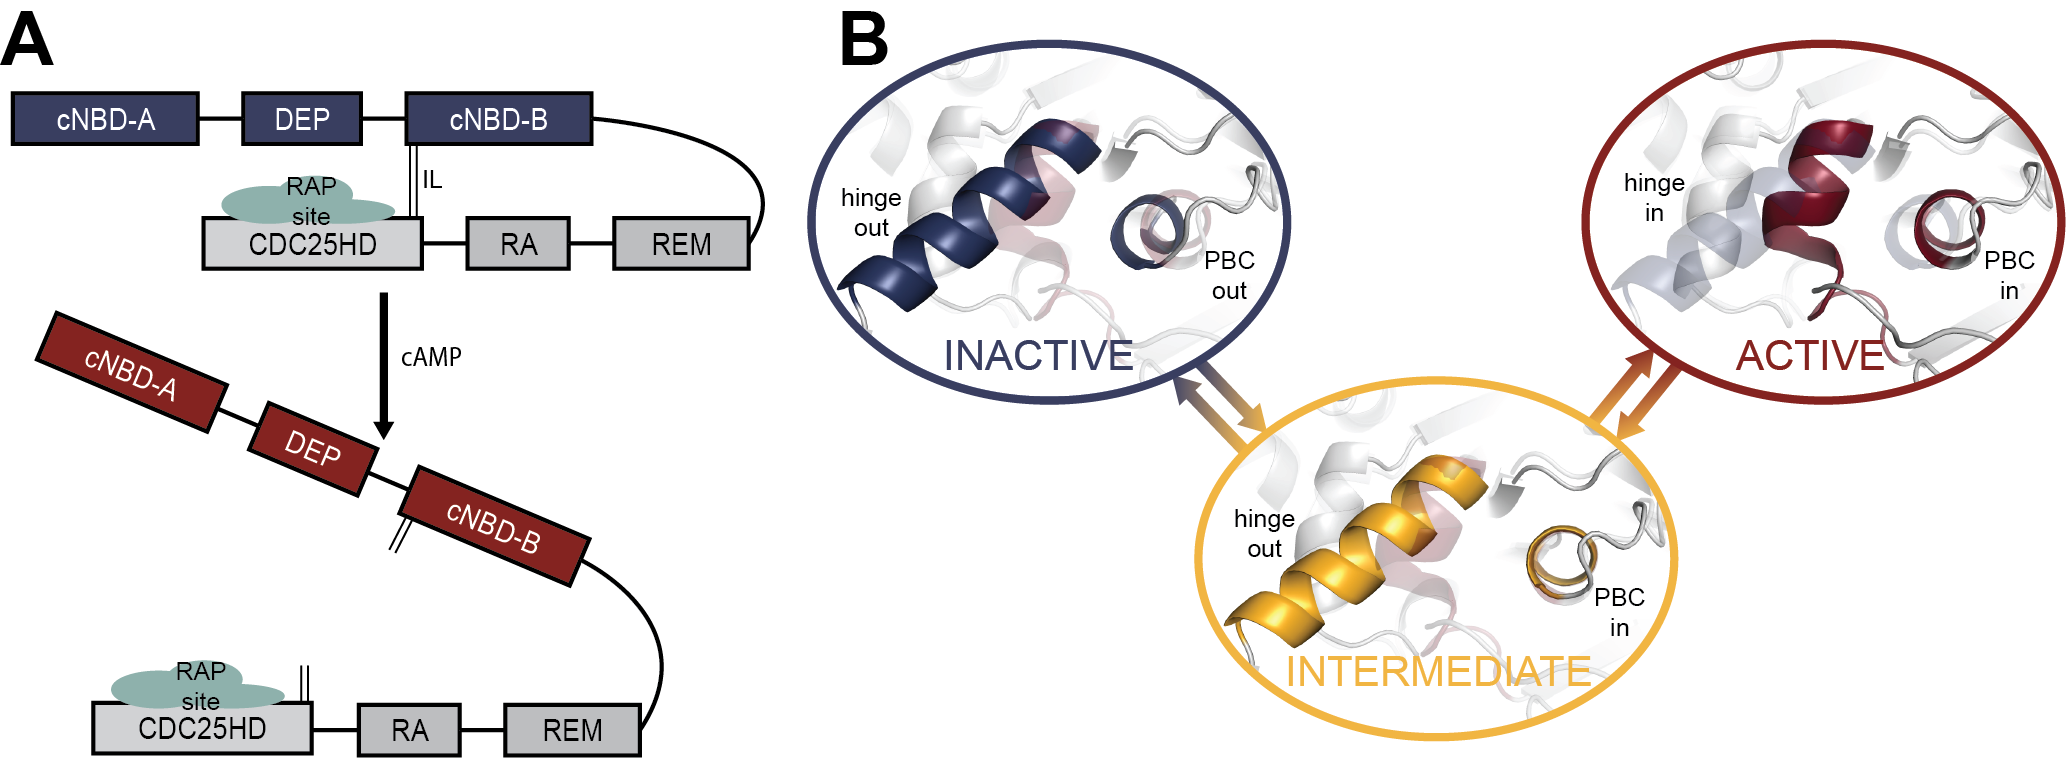 A
cNBD-A
DEP
cNBD-B
IL
RAP
site
CDC25HD
RA
REM
cAMP
cNBD-A
DEP
cNBD-B
RAP
site
CDC25HD
RA
REM
B
hinge
out
PBC
out
INACTIVE
hinge
in
PBC
in
ACTIVE
hinge
out
PBC
in
INTERMEDIATE